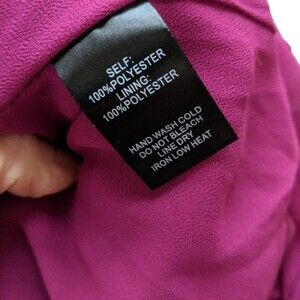 SELF:
100%POLYESTER
LINING:
100%POLYESTER
HAND WASH COLD
DO NOT BLEACH
LINE DRY
IRON LOW HEAT